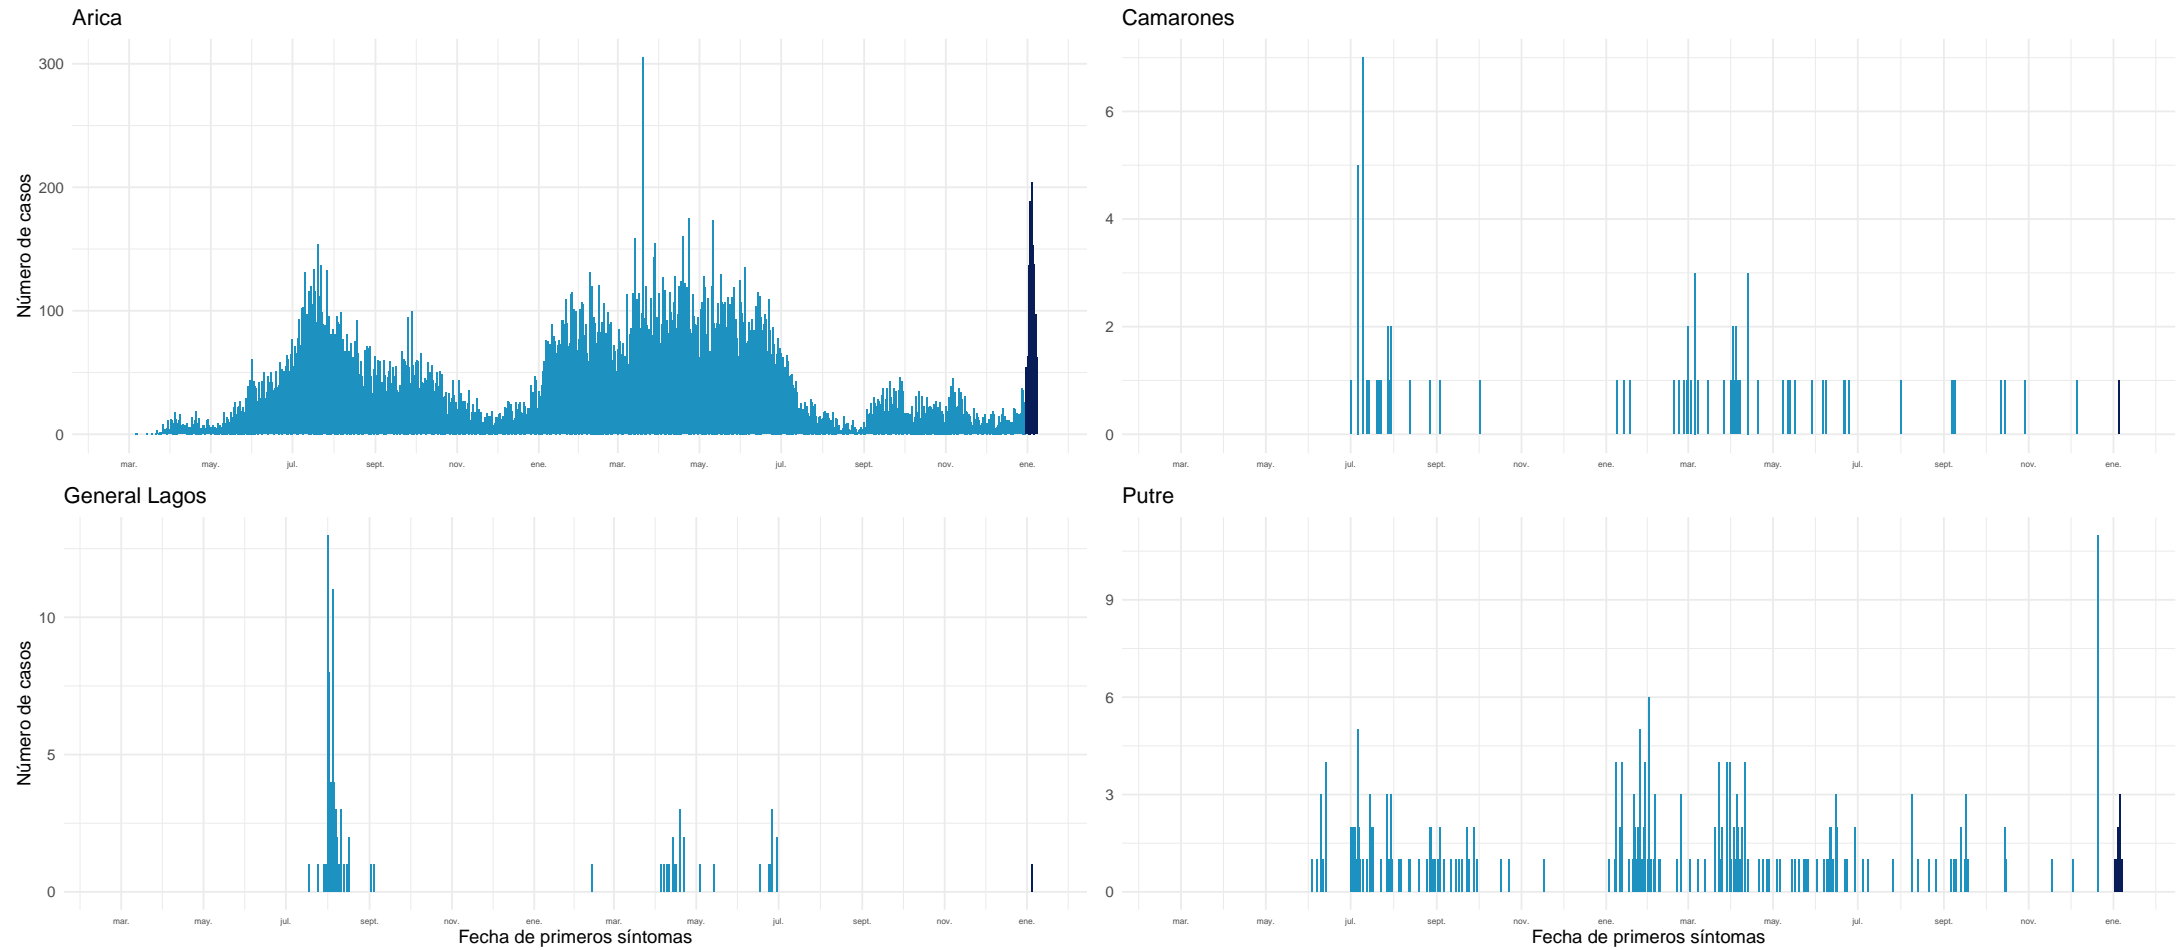 Arica
Camarones
Número de casos
300
200
100
0
6
4
2
0
mar. may. jul. sept. nov. ene. mar. may. jul. sept. nov. ene.
mar. may. jul. sept. nov. ene. mar. may. jul. sept. nov. ene.
General Lagos
Putre
Número de casos
10
5
0
9
6
3
0
mar. may. jul. sept. nov. ene. mar. may. jul. sept. nov. ene.
mar. may. jul. sept. nov. ene. mar. may. jul. sept. nov. ene.
Fecha de primeros síntomas
Fecha de primeros síntomas